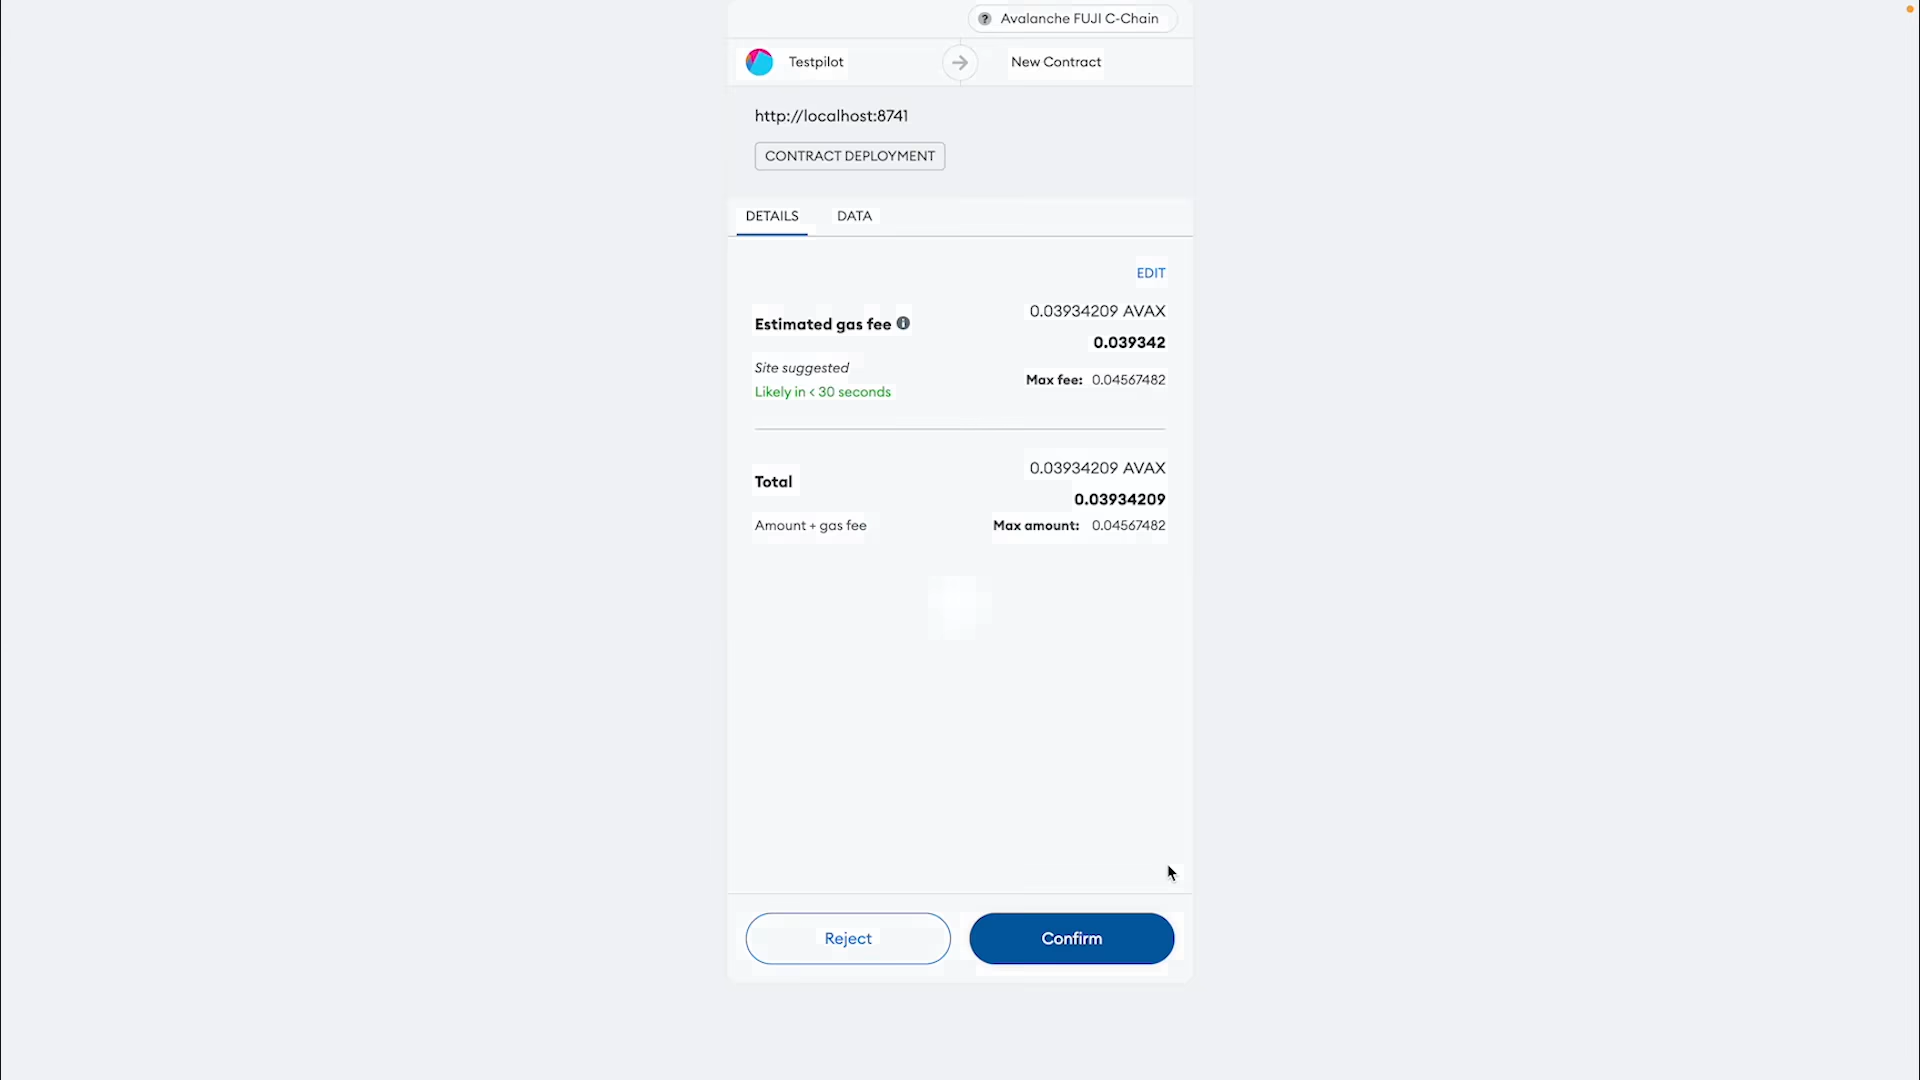 ? Avalanche FUJI C-Chain
Testpilot
New Contract
http://localhost:8741
CONTRACT DEPLOYMENT
DETAILS DATA
EDIT
Estimated gas fee
0.03934209 AVAX
0.039342
Site suggested
Likely in < 30 seconds
Max fee: 0.04567482
Total
0.03934209 AVAX
0.03934209
Amount + gas fee
Max amount: 0.04567482
Reject
Confirm